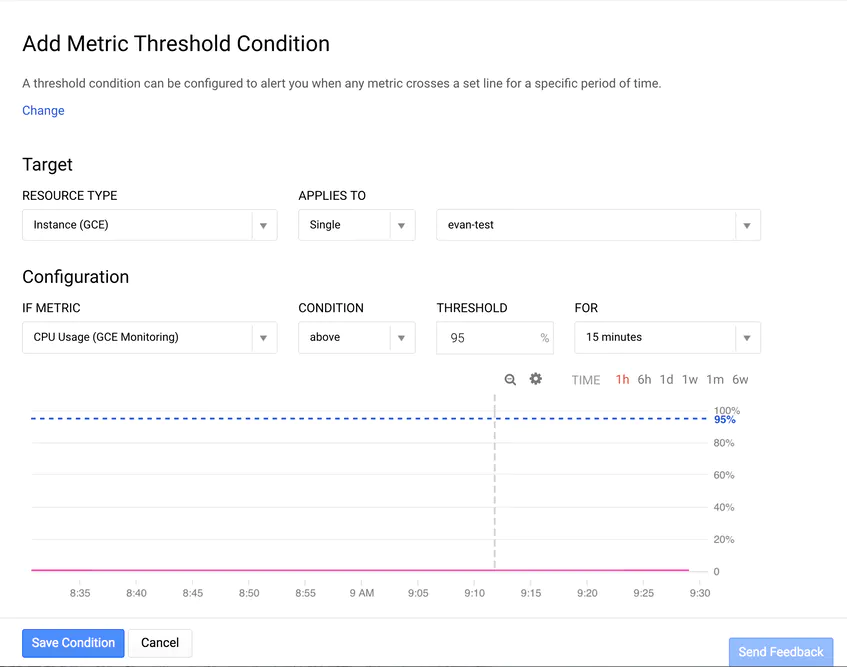 Add Metric Threshold Condition
A threshold condition can be configured to alert you when any metric crosses a set line for a specific period of time.
Change
Target
RESOURCE TYPE APPLIES TO
Instance (GCE) Single evan-test
Configuration
IF METRIC CONDITION THRESHOLD FOR
CPU Usage (GCE Monitoring) above 95 % 15 minutes
TIME 1h 6h 1d 1w 1m 6w
100%
95%
80%
60%
40%
20%
0
8:35 8:40 8:45 8:50 8:55 9 AM 9:05 9:10 9:15 9:20 9:25 9:30
Save Condition Cancel
Send Feedback